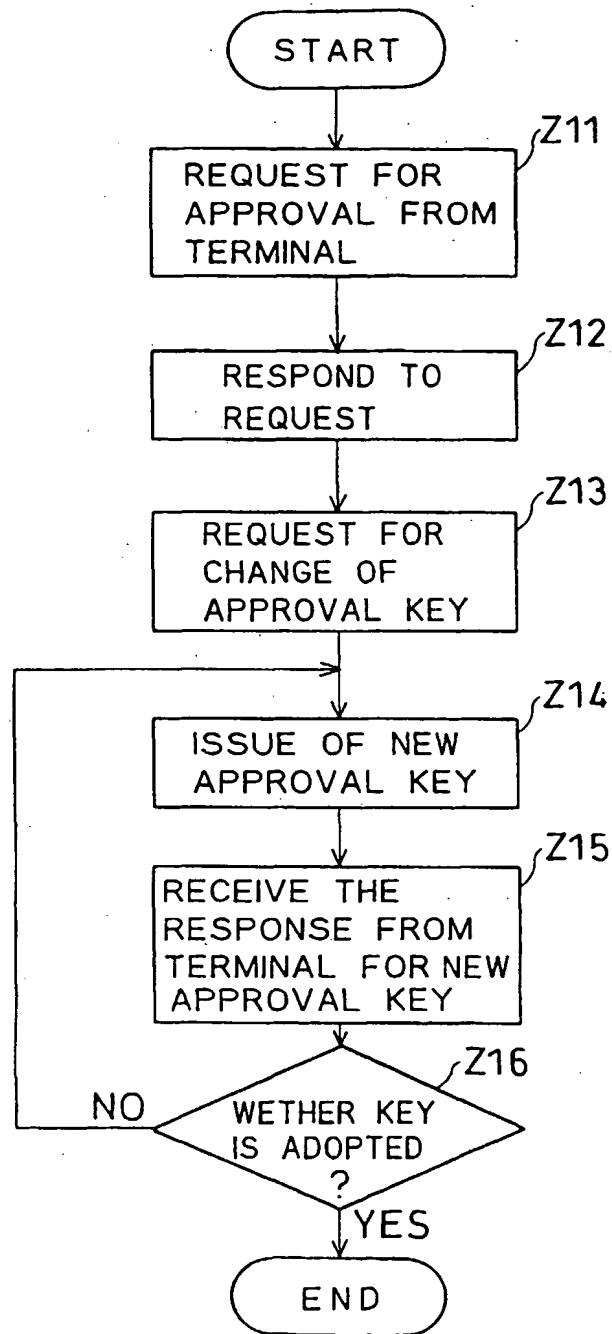 START
Z11
REQUEST FOR
APPROVAL FROM
TERMINAL
Z12
RESPOND TO
REQUEST
Z13
REQUEST FOR
CHANGE OF
APPROVAL KEY
Z14
ISSUE OF NEW
APPROVAL KEY
Z15
RECEIVE THE
RESPONSE FROM
TERMINAL FOR NEW
APPROVAL KEY
Z16
NO
WETHER KEY
IS ADOPTED
?
YES
END